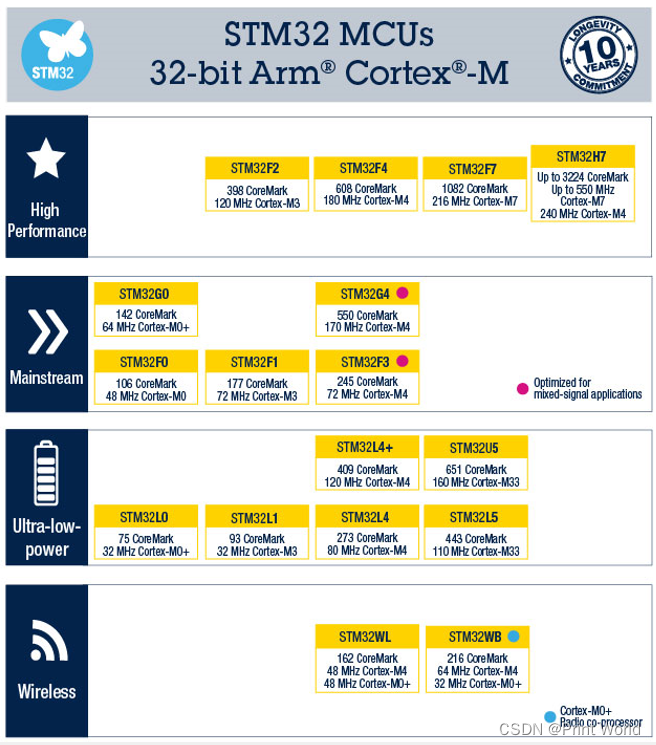 STM32 MCUs
32-bit Arm® Cortex®-M
STM32
LONGEVITY
10
YEARS
COMMITMENT
High
Performance
STM32F2
398 CoreMark
120 MHz Cortex-M3
STM32F4
608 CoreMark
180 MHz Cortex-M4
STM32F7
1082 CoreMark
216 MHz Cortex-M7
STM32H7
Up to 3224 CoreMark
Up to 550 MHz
Cortex-M7
240 MHz Cortex-M4
Mainstream
STM32G0
142 CoreMark
64 MHz Cortex-M0+
STM32G4
550 CoreMark
170 MHz Cortex-M4
STM32F0
106 CoreMark
48 MHz Cortex-M0
STM32F1
177 CoreMark
72 MHz Cortex-M3
STM32F3
245 CoreMark
72 MHz Cortex-M4
Optimized for
mixed-signal applications
Ultra-low-
power
STM32L4+
409 CoreMark
120 MHz Cortex-M4
STM32U5
651 CoreMark
160 MHz Cortex-M33
STM32L0
75 CoreMark
32 MHz Cortex-M0+
STM32L1
93 CoreMark
32 MHz Cortex-M3
STM32L4
273 CoreMark
80 MHz Cortex-M4
STM32L5
443 CoreMark
110 MHz Cortex-M33
Wireless
STM32WL
162 CoreMark
48 MHz Cortex-M4
48 MHz Cortex-M0+
STM32WB
216 CoreMark
64 MHz Cortex-M4
32 MHz Cortex-M0+
Cortex-M0+
Radio co-processor
CSDN @Print World